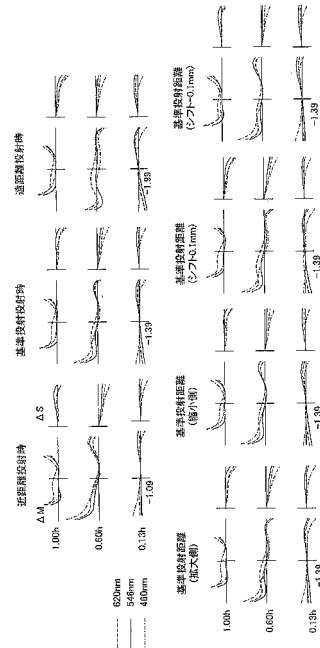 620nm
546nm
460nm
近距離投射時
基準投射時
遠距離投射時
ΔM
ΔS
1.00h
0.60h
0.13h
-1.09
-1.39
-1.99
基準投射距離
(拡大側)
基準投射距離
(縮小側)
基準投射距離
(シフト0.1mm)
基準投射距離
(シフト-0.1mm)
1.00h
0.60h
0.13h
-1.39
-1.39
-1.39
-1.39